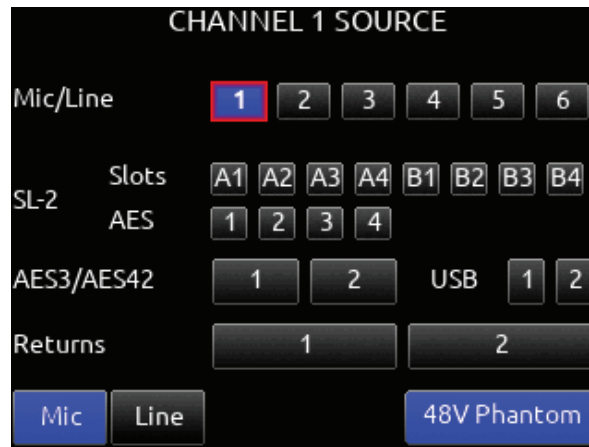 CHANNEL 1 SOURCE
Mic/Line 1 2 3 4 5 6
SL-2 Slots A1 A2 A3 A4 B1 B2 B3 B4
AES 1 2 3 4
AES3/AES42 1 2 USB 1 2
Returns 1 2
Mic Line 48V Phantom